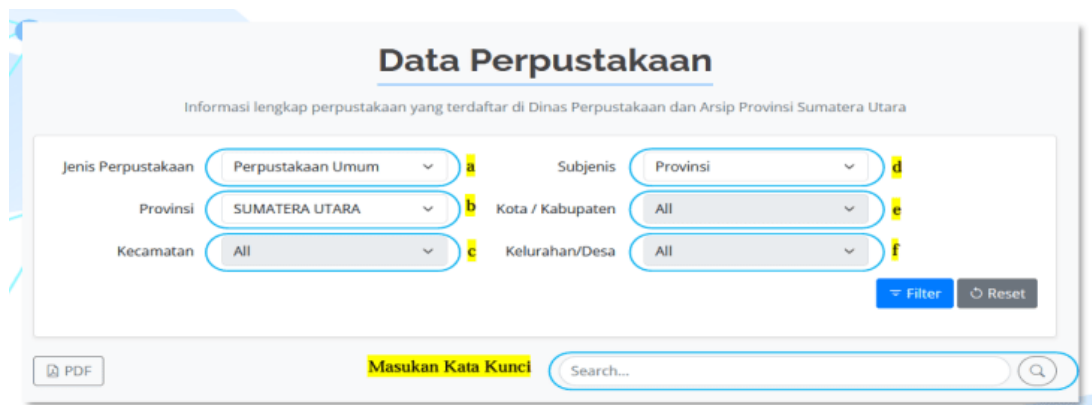 Data Perpustakaan
Informasi lengkap perpustakaan yang terdaftar di Dinas Perpustakaan dan Arsip Provinsi Sumatera Utara
Jenis Perpustakaan Perpustakaan Umum a Subjenis Provinsi d
Provinsi SUMATERA UTARA b Kota / Kabupaten All e
Kecamatan All c Kelurahan/Desa All f
Filter Reset
PDF Masukan Kata Kunci Search...